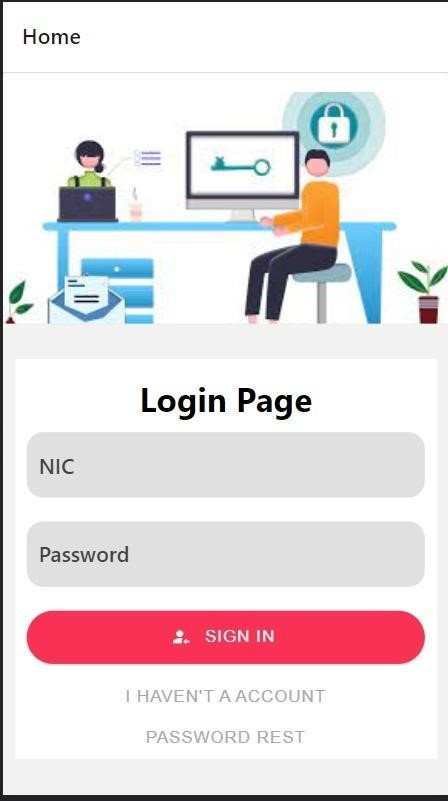 Home
Login Page
NIC
Password
SIGN IN
I HAVEN'T A ACCOUNT
PASSWORD REST